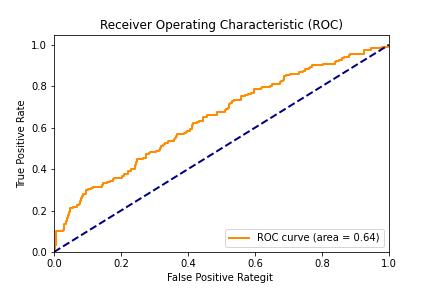 Receiver Operating Characteristic (ROC)
1.0
0.8
0.6
0.4
0.2
0.0
True Positive Rate
ROC curve (area = 0.64)
0.0 0.2 0.4 0.6 0.8 1.0
False Positive Rategit